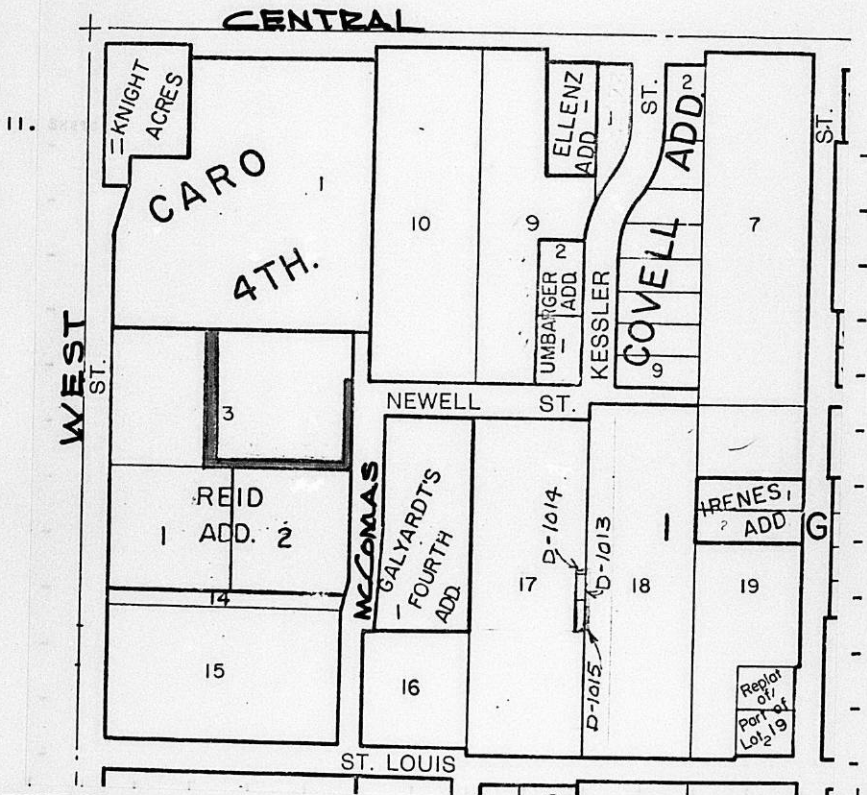 CENTRAL
11.
= KNIGHT
ACRES
CARO
4TH.
1
10
9
ELLENZ
ADD
ST.
2
COVELL ADD.
7
ST.
UMBARGER
ADD
2
KESSLER
9
WEST
ST.
3
NEWELL ST.
REID
ADD.
1
2
McCOMAS
GALYARDT'S
FOURTH
ADD.
D-1014
D-1013
D-1015
17
18
1
IRENES 1
2 ADD
G
19
14
15
16
Replat
of 1
Part of
Lot 2 19
ST. LOUIS